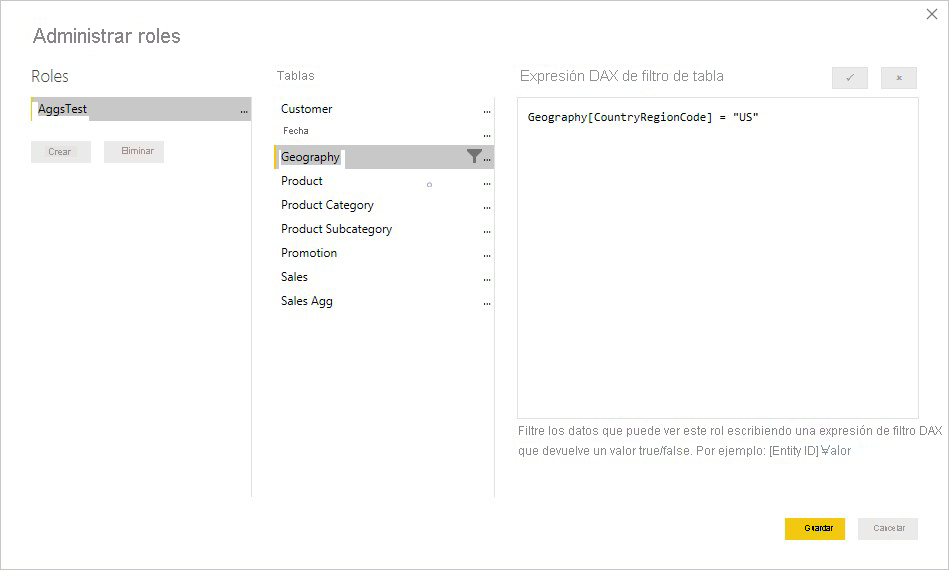 Administrar roles
Roles
AggsTest
...
Crear
Eliminar
Tablas
Customer ...
Fecha ...
Geography ...
Product ...
Product Category ...
Product Subcategory ...
Promotion ...
Sales ...
Sales Agg ...
Expresión DAX de filtro de tabla
Geography[CountryRegionCode] = "US"
Filtre los datos que puede ver este rol escribiendo una expresión de filtro DAX
que devuelve un valor true/false. Por ejemplo: [Entity ID] Valor
Guardar
Cancelar